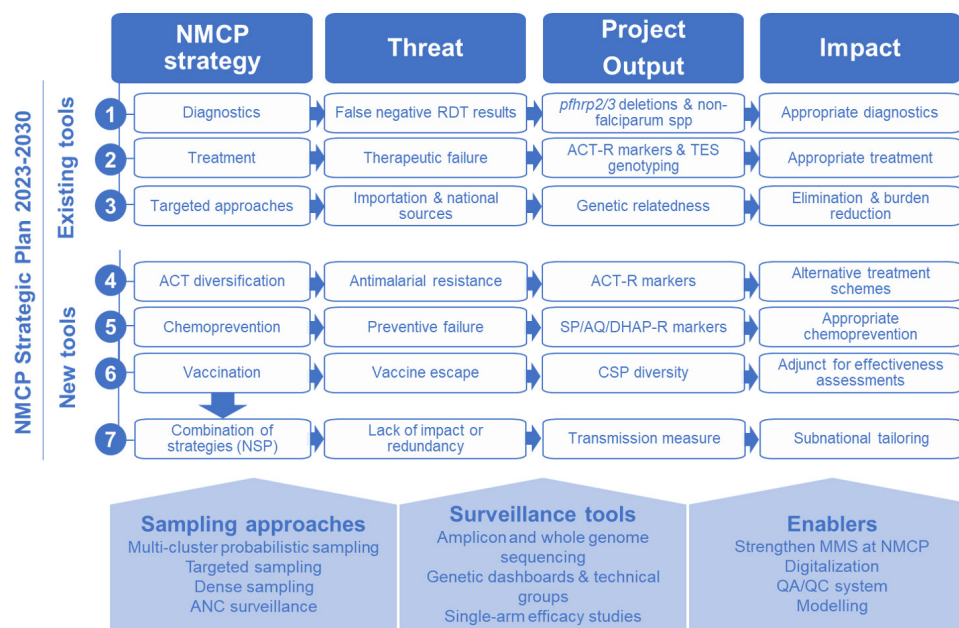 NMCP
strategy
Threat
Project
Output
Impact
NMCP Strategic Plan 2023-2030
Existing tools
1
Diagnostics
False negative RDT results
pfhrp2/3 deletions & non-
falciparum spp
Appropriate diagnostics
2
Treatment
Therapeutic failure
ACT-R markers & TES
genotyping
Appropriate treatment
3
Targeted approaches
Importation & national
sources
Genetic relatedness
Elimination & burden
reduction
New tools
4
ACT diversification
Antimalarial resistance
ACT-R markers
Alternative treatment
schemes
5
Chemoprevention
Preventive failure
SP/AQ/DHAP-R markers
Appropriate
chemoprevention
6
Vaccination
Vaccine escape
CSP diversity
Adjunct for effectiveness
assessments
7
Combination of
strategies (NSP)
Lack of impact or
redundancy
Transmission measure
Subnational tailoring
Sampling approaches
Multi-cluster probabilistic sampling
Targeted sampling
Dense sampling
ANC surveillance
Surveillance tools
Amplicon and whole genome
sequencing
Genetic dashboards & technical
groups
Single-arm efficacy studies
Enablers
Strengthen MMS at NMCP
Digitalization
QA/QC system
Modelling